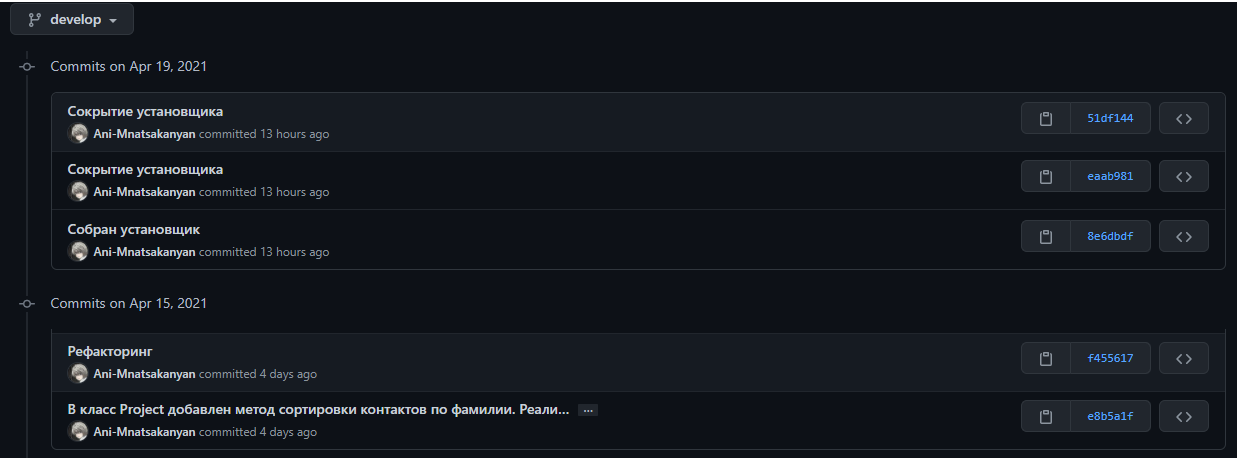 develop
Commits on Apr 19, 2021
Сокрытие установщика
51df144
Ani-Mnatsakanyan committed 13 hours ago
Сокрытие установщика
eaab981
Ani-Mnatsakanyan committed 13 hours ago
Собран установщик
8e6dbdf
Ani-Mnatsakanyan committed 13 hours ago
Commits on Apr 15, 2021
Рефакторинг
f455617
Ani-Mnatsakanyan committed 4 days ago
В класс Project добавлен метод сортировки контактов по фамилии. Реали... ...
e8b5a1f
Ani-Mnatsakanyan committed 4 days ago